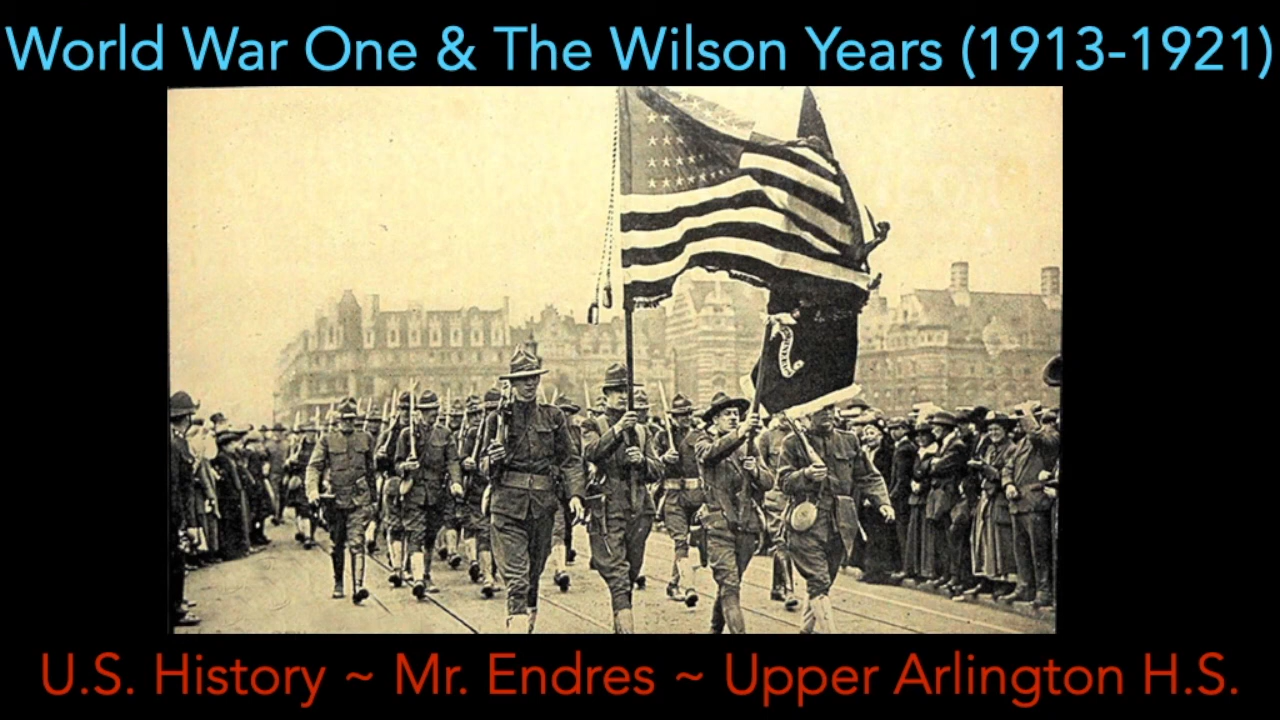 World War One & The Wilson Years (1913-1921)
U.S. History ~ Mr. Endres ~ Upper Arlington H.S.